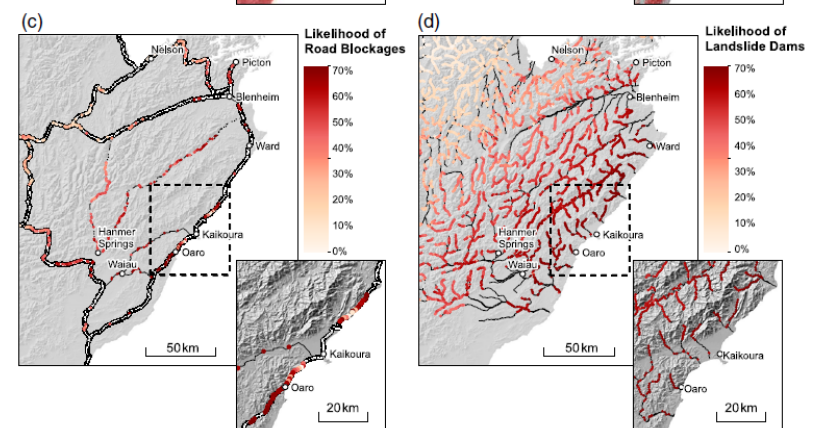 (c)
Likelihood of
Road Blockages
70%
60%
50%
40%
30%
20%
10%
0%
Nelson
Picton
Blenheim
Ward
Hanmer
Springs
Kaikoura
Oaro
Waiau
50 km
Kaikoura
Oaro
20 km
(d)
Likelihood of
Landslide Dams
70%
60%
50%
40%
30%
20%
10%
0%
Nelson
Picton
Blenheim
Ward
Hanmer
Springs
Kaikoura
Oaro
Waiau
50 km
Kaikoura
Oaro
20 km